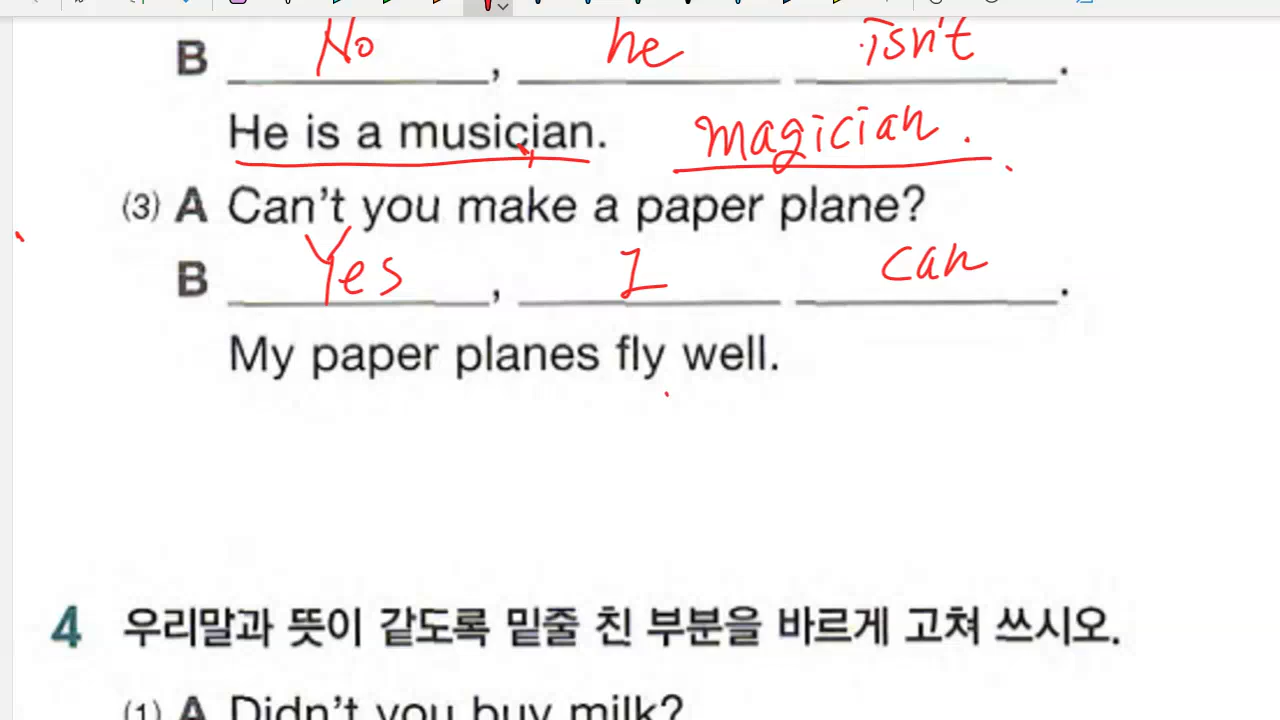 B No, he isn't.
He is a musician. magician.
(3) A Can't you make a paper plane?
B Yes, I can.
My paper planes fly well.
4 우리말과 뜻이 같도록 밑줄 친 부분을 바르게 고쳐 쓰시오.
(1) A Didn't you buy milk?